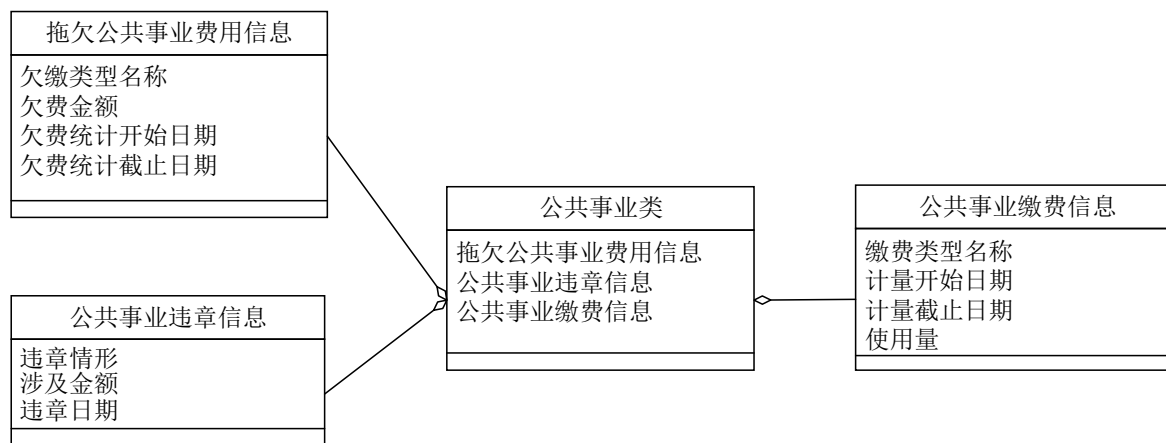 拖欠公共事业费用信息
欠缴类型名称
欠费金额
欠费统计开始日期
欠费统计截止日期
公共事业违章信息
违章情形
涉及金额
违章日期
公共事业类
拖欠公共事业费用信息
公共事业违章信息
公共事业缴费信息
公共事业缴费信息
缴费类型名称
计量开始日期
计量截止日期
使用量